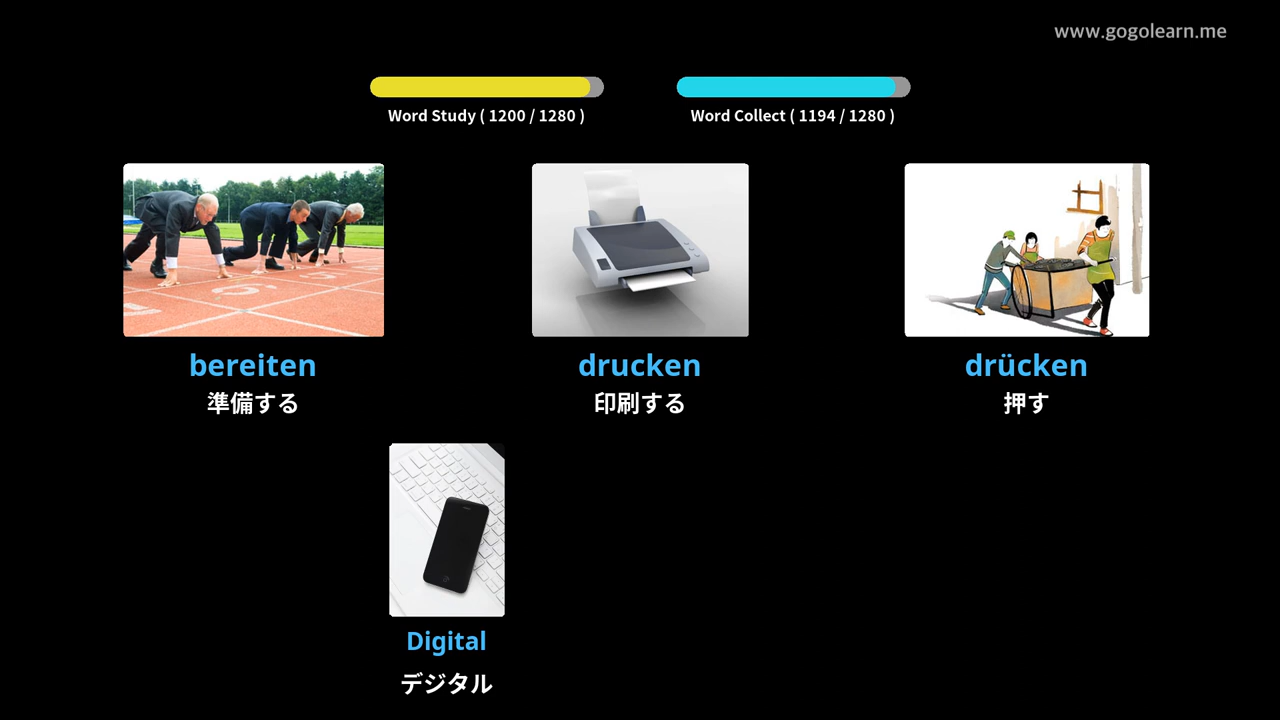 www.gogolearn.me
Word Study ( 1200 / 1280 )
Word Collect ( 1194 / 1280 )
bereiten
準備する
drucken
印刷する
drücken
押す
Digital
デジタル